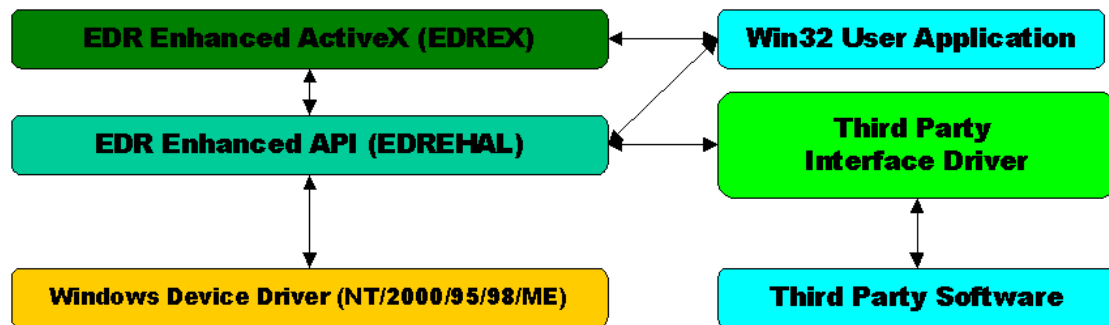 EDR Enhanced ActiveX (EDREX)
Win32 User Application
EDR Enhanced API (EDREHAL)
Third Party
Interface Driver
Windows Device Driver (NT/2000/95/98/ME)
Third Party Software